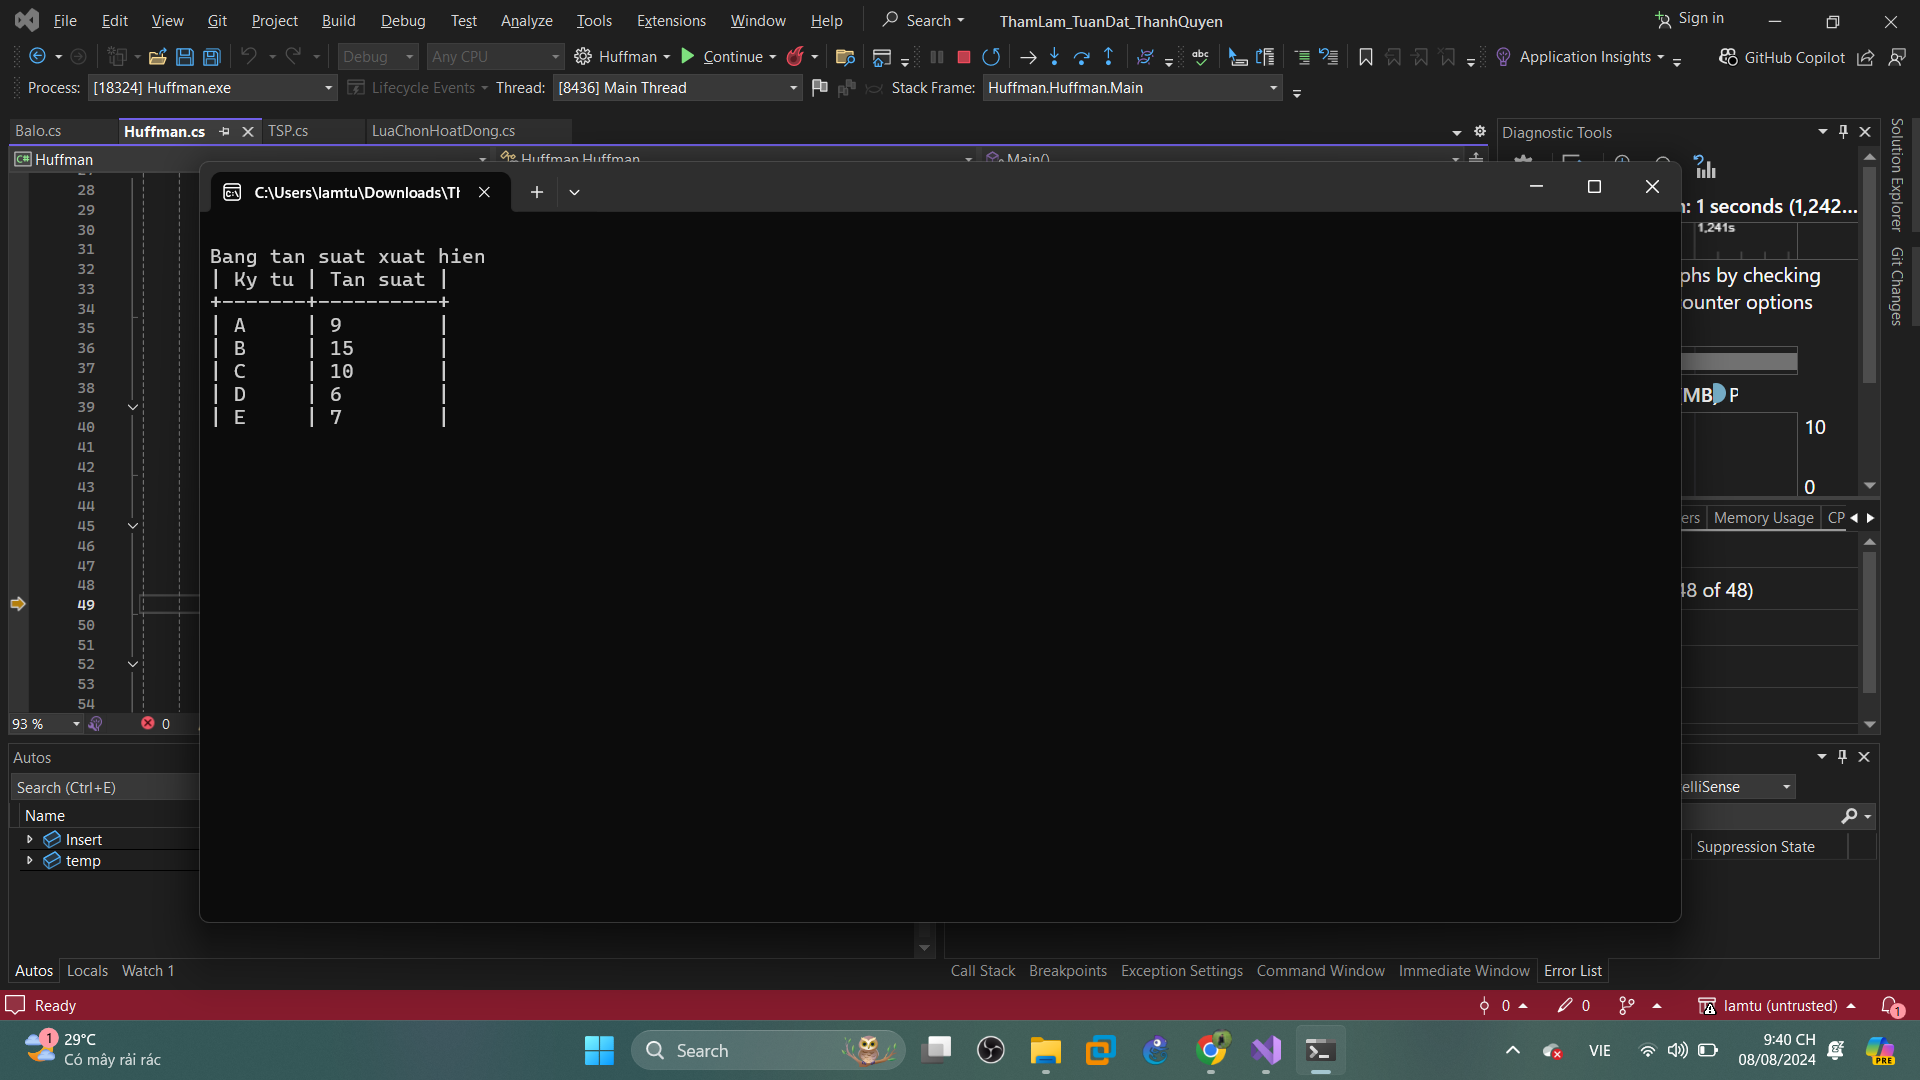 File Edit View Git Project Build Debug Test Analyze Tools Extensions Window Help Search ThamLam_TuanDat_ThanhQuyen Sign in
Debug Any CPU Huffman Continue Application Insights GitHub Copilot
Process: [18324] Huffman.exe Lifecycle Events Thread: [8436] Main Thread Stack Frame: Huffman.Huffman.Main
Balo.cs Huffman.cs TSP.cs LuaChonHoatDong.cs
Diagnostic Tools
Solution Explorer
Git Changes
Huffman Huffman.Huffman Main()
C:\Users\lamtu\Downloads\Th
Bang tan suat xuat hien
| Ky tu | Tan suat |
+-------+----------+
| A | 9 |
| B | 15 |
| C | 10 |
| D | 6 |
| E | 7 |
28
29
30
31
32
33
34
35
36
37
38
39
40
41
42
43
44
45
46
47
48
49
50
51
52
53
54
1 seconds (1,242...
1,241s
phs by checking
ounter options
MB) P
10
0
ers Memory Usage CP
48 of 48)
93 % 0
Autos
Search (Ctrl+E)
Name
Insert
temp
elliSense
Suppression State
Autos Locals Watch 1
Call Stack Breakpoints Exception Settings Command Window Immediate Window Error List
Ready 0 0 lamtu (untrusted) 1
1 29°C
Có mây rải rác
Search
VIE
9:40 CH
08/08/2024
PRE